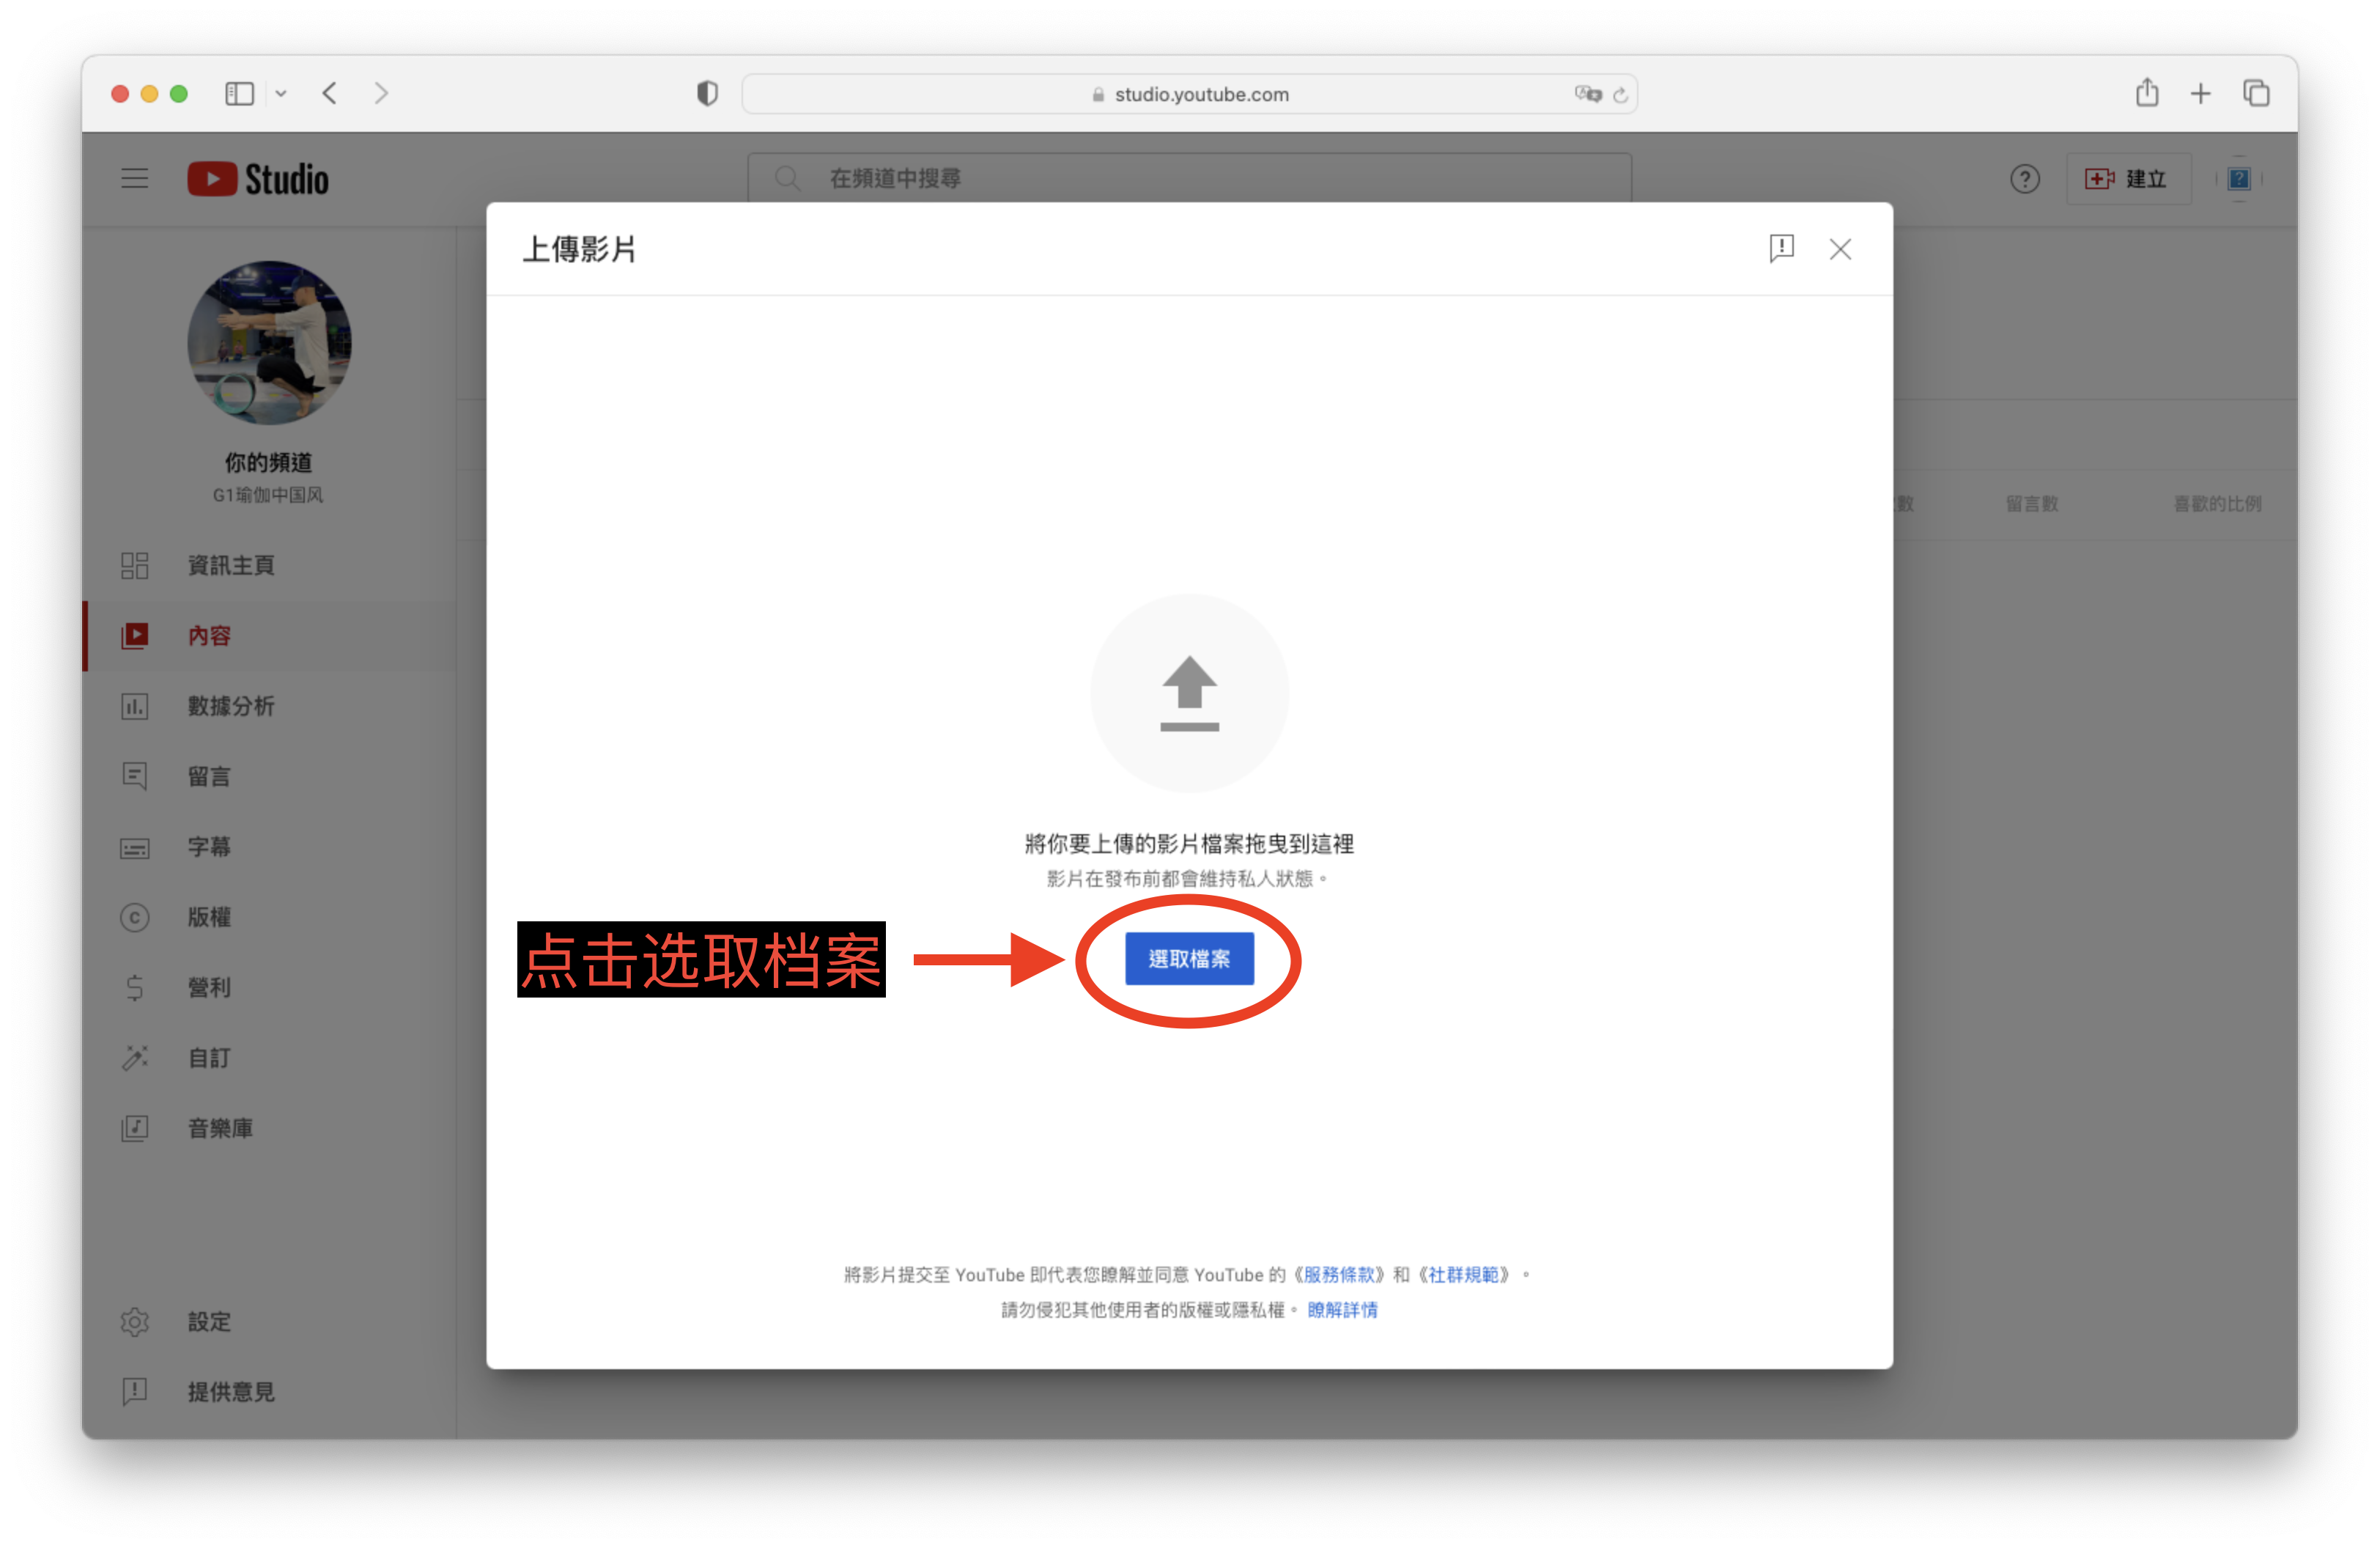 studio.youtube.com
Studio
在頻道中搜尋
?
建立
?
上傳影片
你的頻道
G1瑜伽中国风
資訊主頁
內容
數據分析
留言
字幕
版權
營利
自訂
音樂庫
設定
提供意見
數
留言數
喜歡的比例
將你要上傳的影片檔案拖曳到這裡
影片在發布前都會維持私人狀態。
点击选取档案
選取檔案
將影片提交至 YouTube 即代表您瞭解並同意 YouTube 的《服務條款》和《社群規範》。
請勿侵犯其他使用者的版權或隱私權。 瞭解詳情